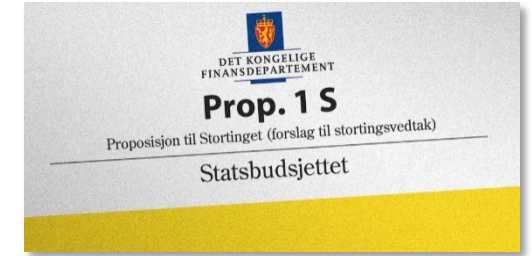 DET KONGELIGE
FINANSDEPARTEMENT
Prop. 1 S
Proposisjon til Stortinget (forslag til stortingsvedtak)
Statsbudsjettet